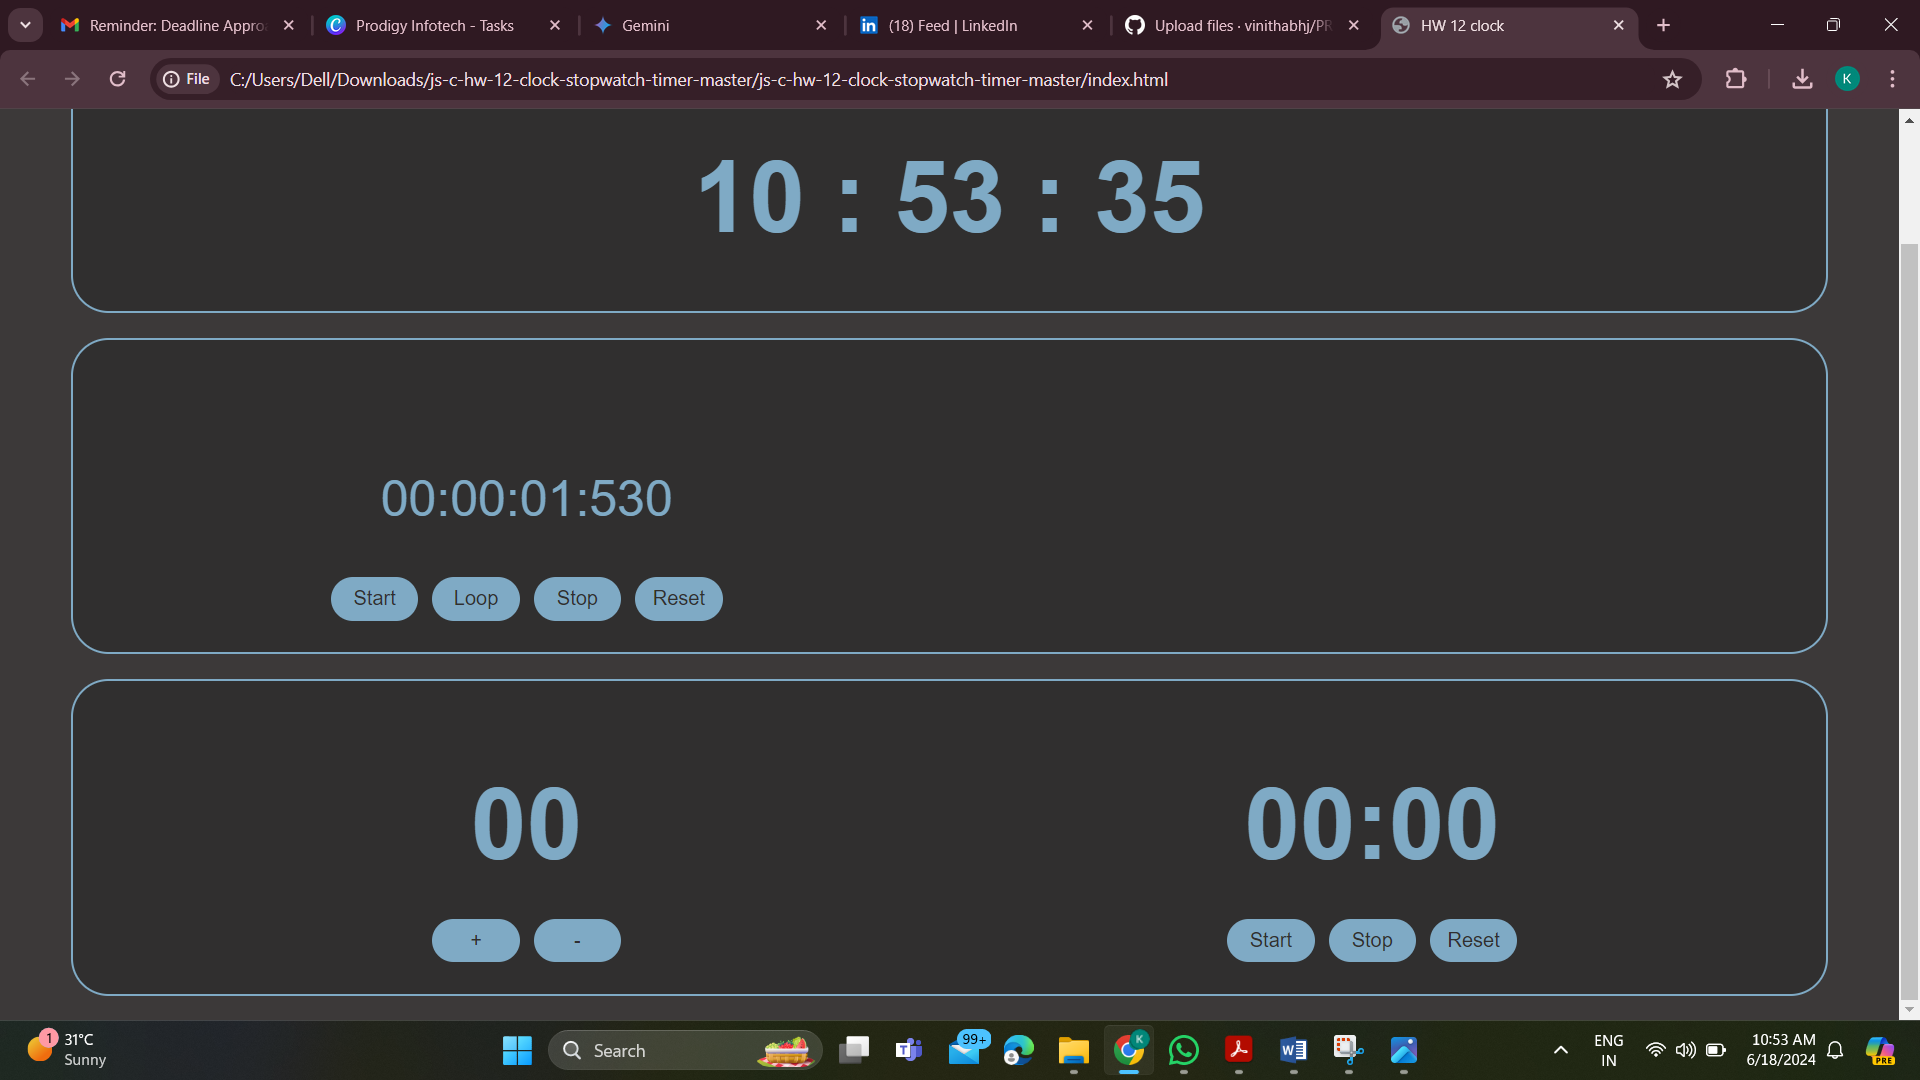 Reminder: Deadline Appro
Prodigy Infotech - Tasks
Gemini
(18) Feed | LinkedIn
Upload files · vinithabhj/PR
HW 12 clock
File
C:/Users/Dell/Downloads/js-c-hw-12-clock-stopwatch-timer-master/js-c-hw-12-clock-stopwatch-timer-master/index.html
K
10 : 53 : 35
00:00:01:530
Start Loop Stop Reset
00 00:00
+ - Start Stop Reset
1
31°C
Sunny
Search
99+
K
ENG
IN
10:53 AM
6/18/2024
PRE